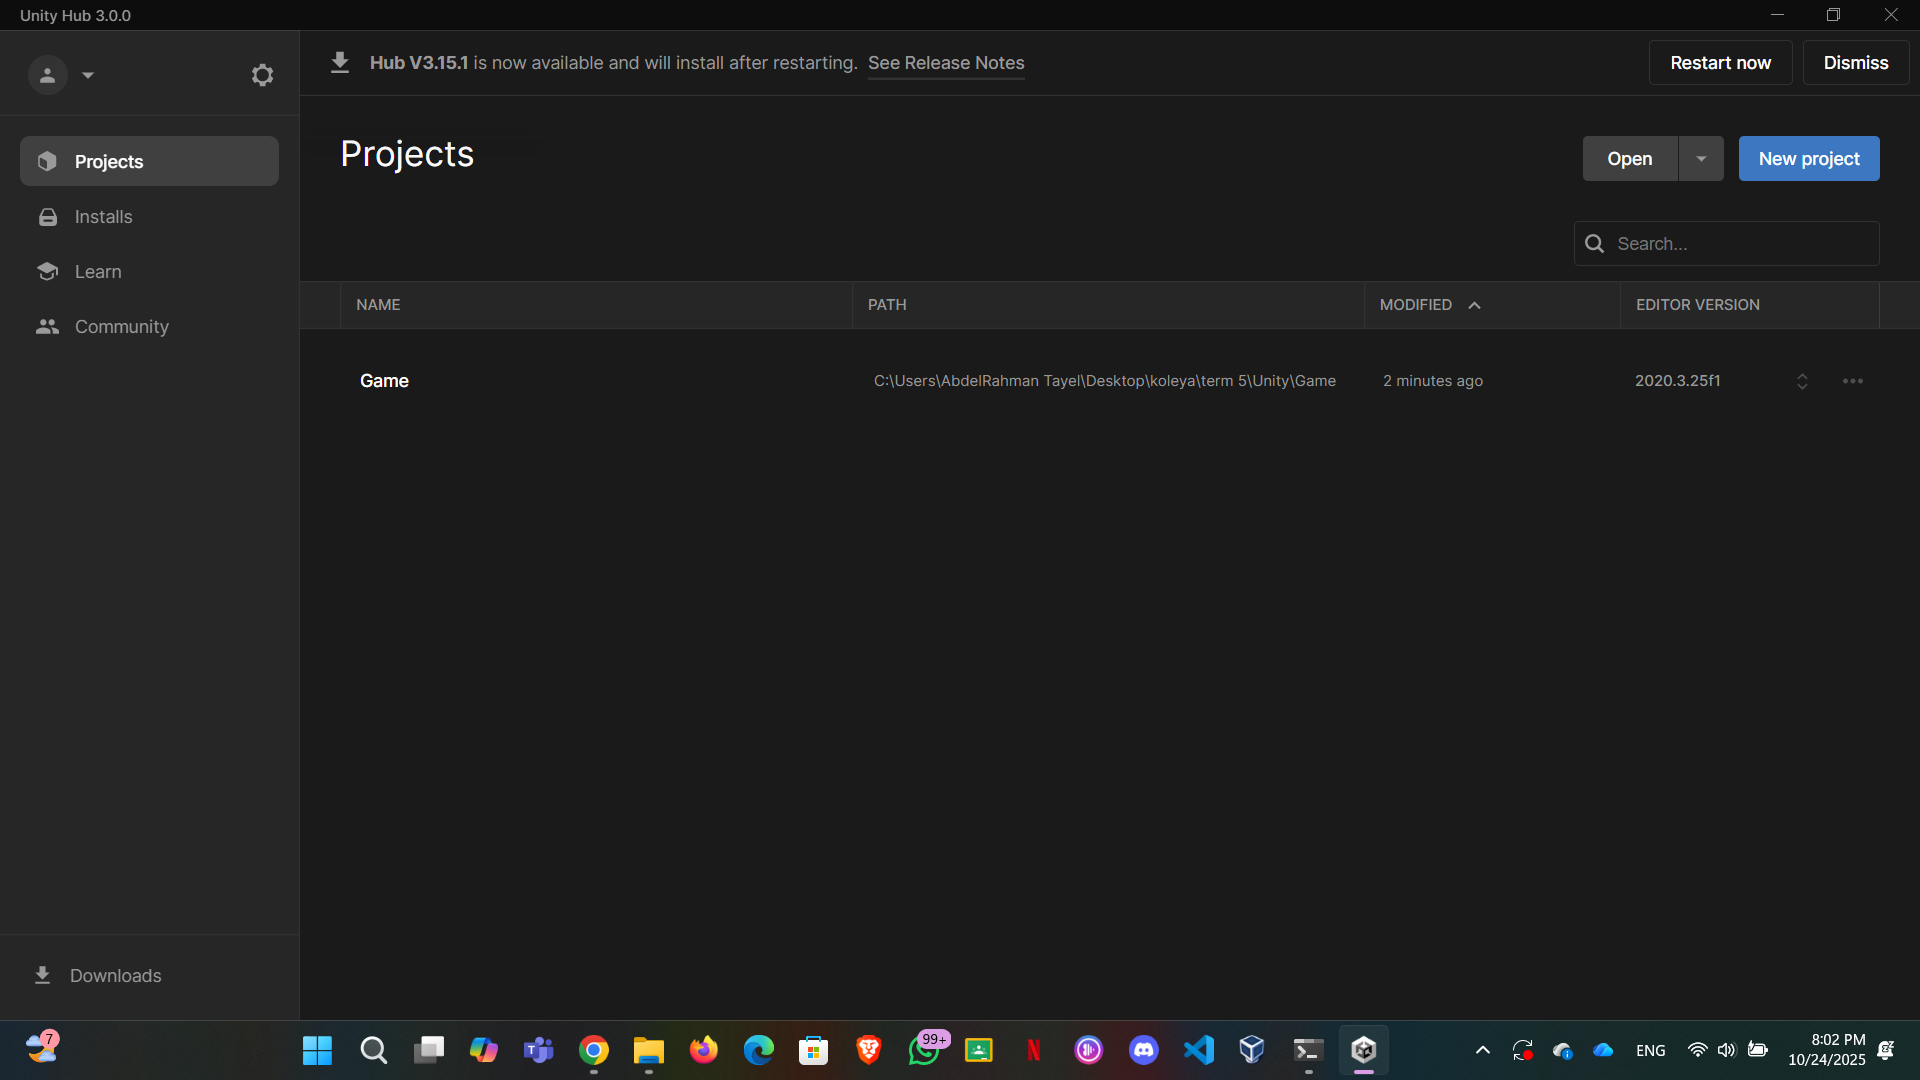 Unity Hub 3.0.0
Hub V3.15.1 is now available and will install after restarting. See Release Notes
Restart now
Dismiss
Projects
Installs
Learn
Community
Downloads
Projects
Open
New project
Search...
NAME
PATH
MODIFIED
EDITOR VERSION
Game
C:\Users\AbdelRahman Tayel\Desktop\koleya\term 5\Unity\Game
2 minutes ago
2020.3.25f1
7
T
99+
N
ENG
8:02 PM
10/24/2025